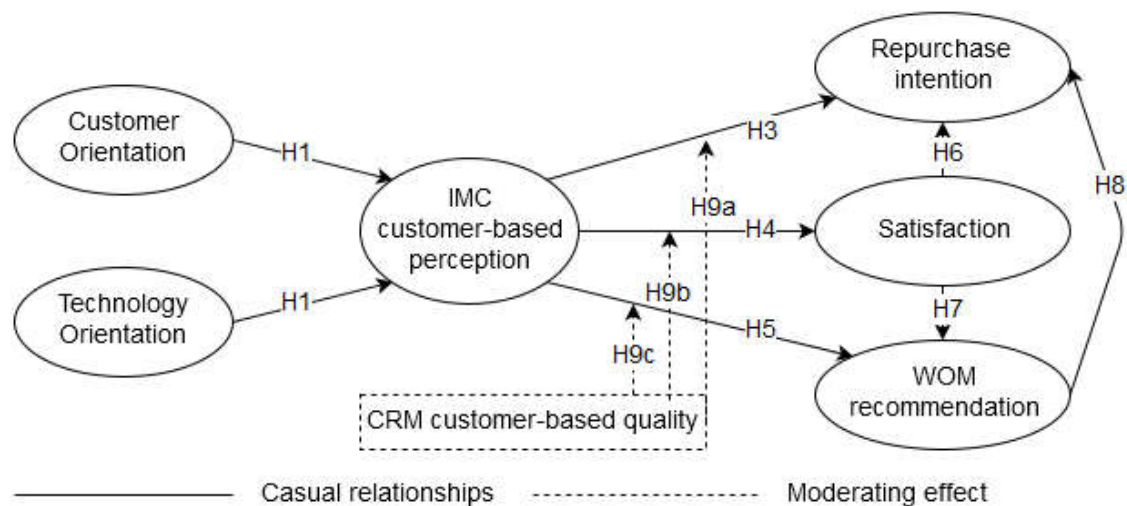 Repurchase
intention
Customer
Orientation
H1
H3
H6
H8
IMC
customer-based
perception
H9a
H4
Satisfaction
Technology
Orientation
H1
H9b
H5
H7
H9c
WOM
recommendation
CRM customer-based quality
Casual relationships
Moderating effect